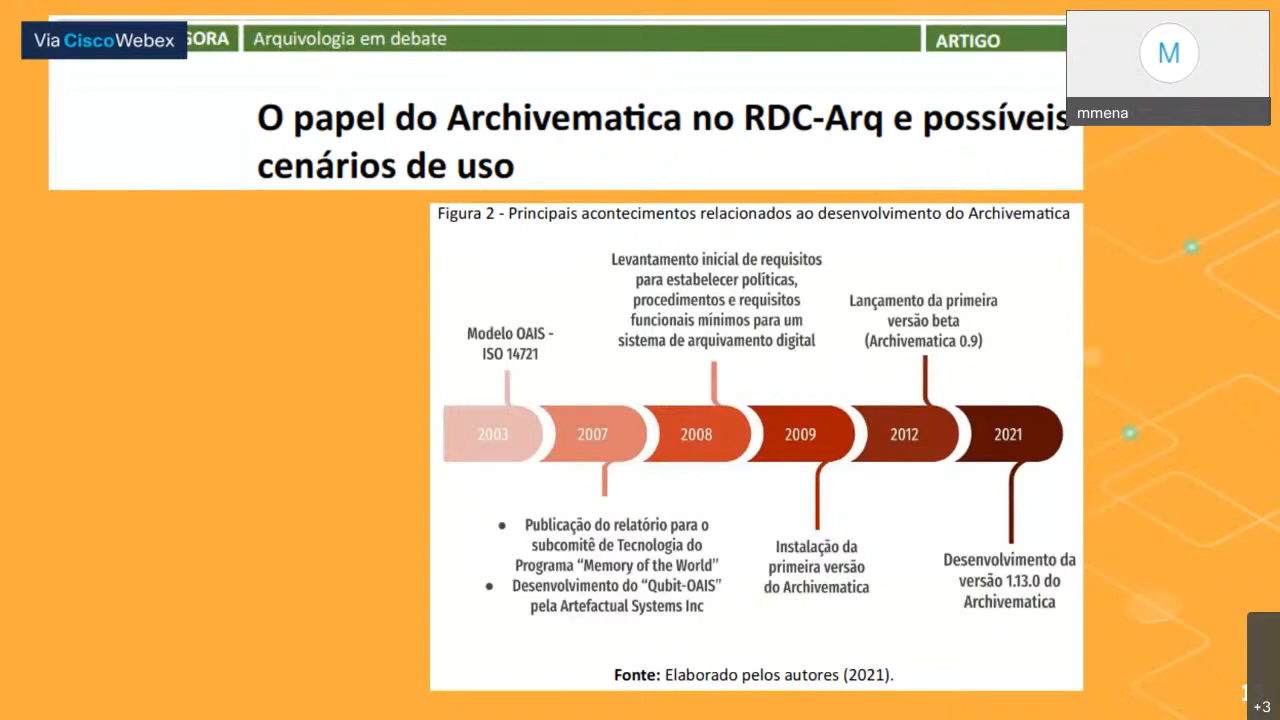 Via CiscoWebex
GORA
Arquivologia em debate
ARTIGO
M
mmena
O papel do Archivematica no RDC-Arq e possíveis
cenários de uso
Figura 2 - Principais acontecimentos relacionados ao desenvolvimento do Archivematica
Modelo OAIS -
ISO 14721
Levantamento inicial de requisitos
para estabelecer políticas,
procedimentos e requisitos
funcionais mínimos para um
sistema de arquivamento digital
Lançamento da primeira
versão beta
(Archivematica 0.9)
2003
2007
2008
2009
2012
2021
● Publicação do relatório para o
subcomitê de Tecnologia do
Programa “Memory of the World”
● Desenvolvimento do “Qubit-OAIS”
pela Artefactual Systems Inc
Instalação da
primeira versão
do Archivematica
Desenvolvimento da
versão 1.13.0 do
Archivematica
Fonte: Elaborado pelos autores (2021).
+3